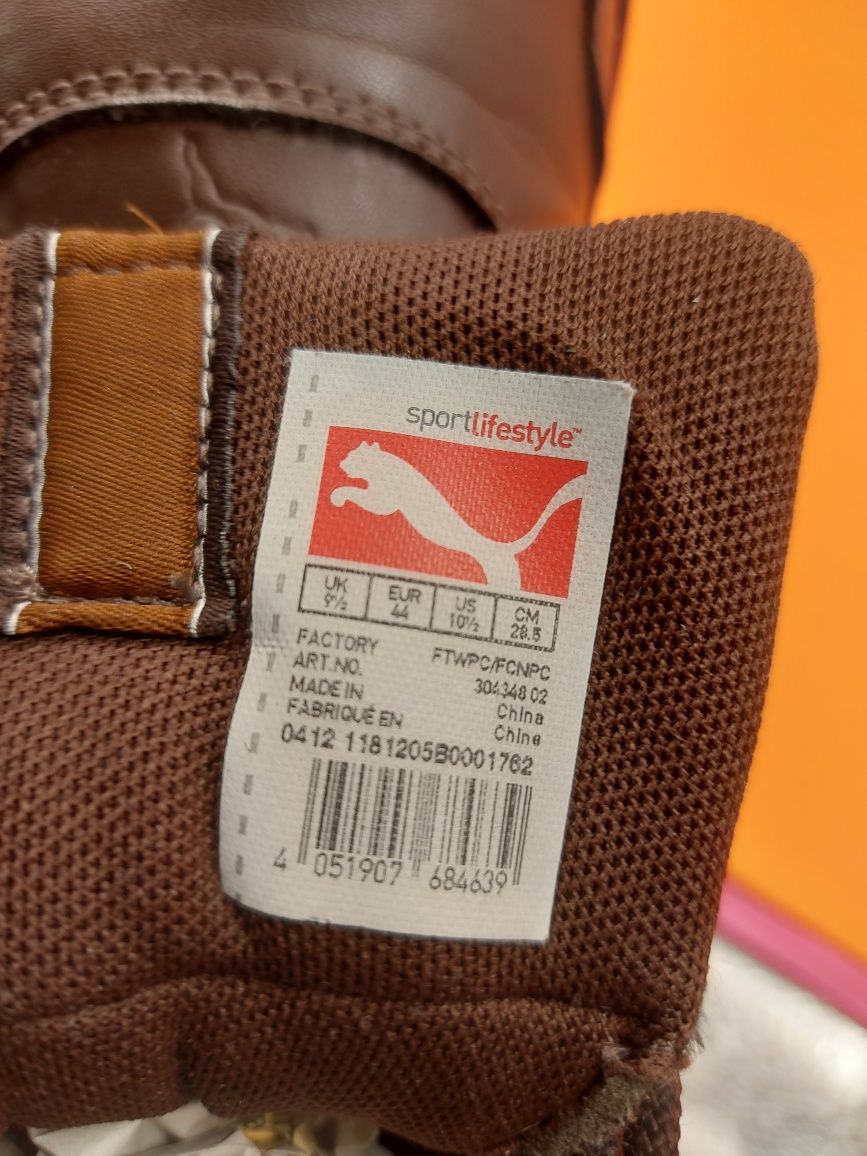 sportlifestyle™
UK EUR US CM
9½ 44 10½ 28.5
FACTORY FTWPC/FCNPC
ART.NO. 304348 02
MADE IN China
FABRIQUÉ EN Chine
0412 1181205B0001762
4 051907 684639